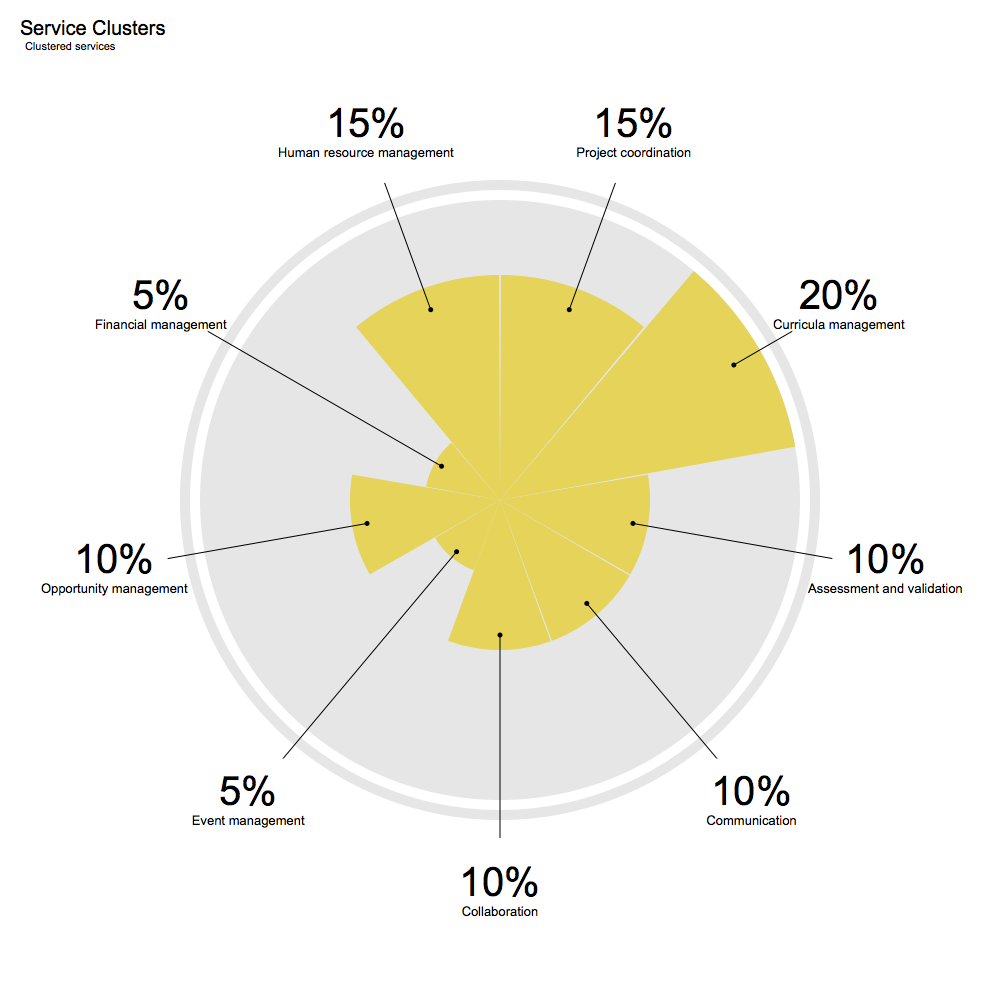 Service Clusters
Clustered services
15%
Human resource management
15%
Project coordination
5%
Financial management
20%
Curricula management
10%
Opportunity management
10%
Assessment and validation
5%
Event management
10%
Communication
10%
Collaboration